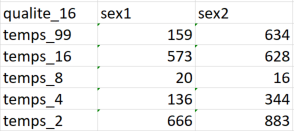 qualite_16 sex1 sex2
temps_99 159 634
temps_16 573 628
temps_8 20 16
temps_4 136 344
temps_2 666 883